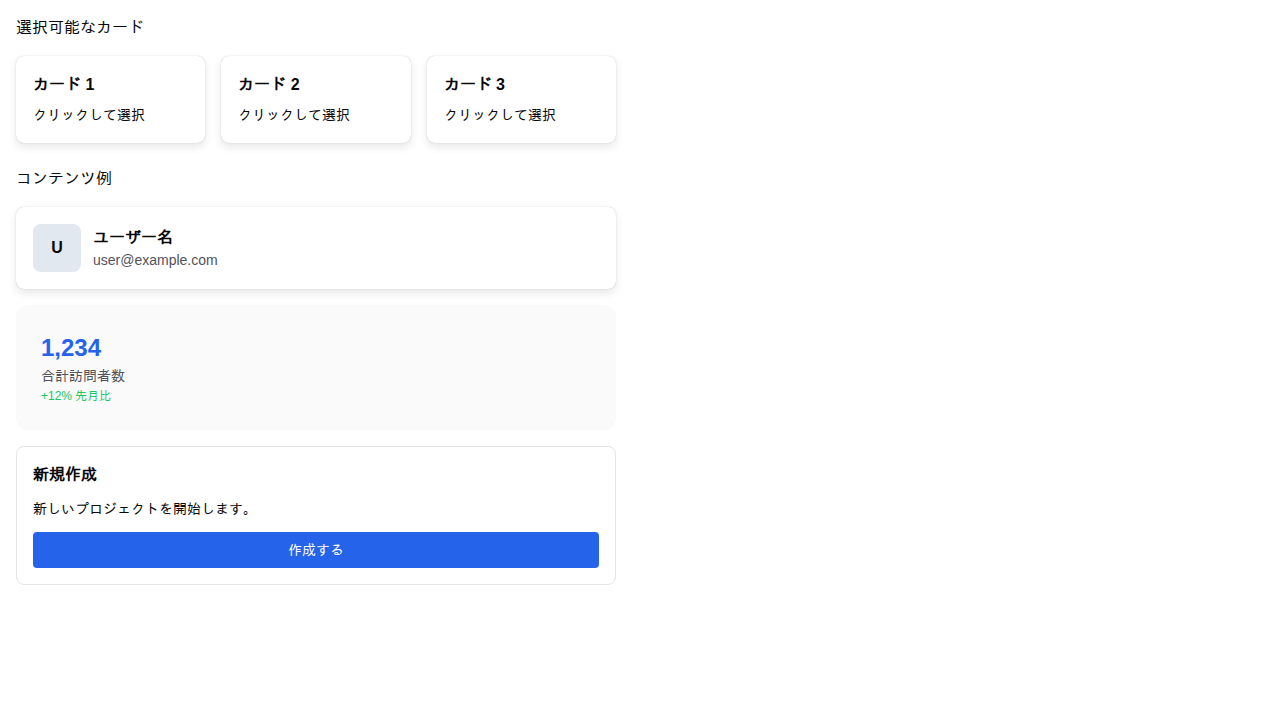 選択可能なカード
カード 1
クリックして選択
カード 2
クリックして選択
カード 3
クリックして選択
コンテンツ例
U
ユーザー名
user@example.com
1,234
合計訪問者数
+12% 先月比
新規作成
新しいプロジェクトを開始します。
作成する